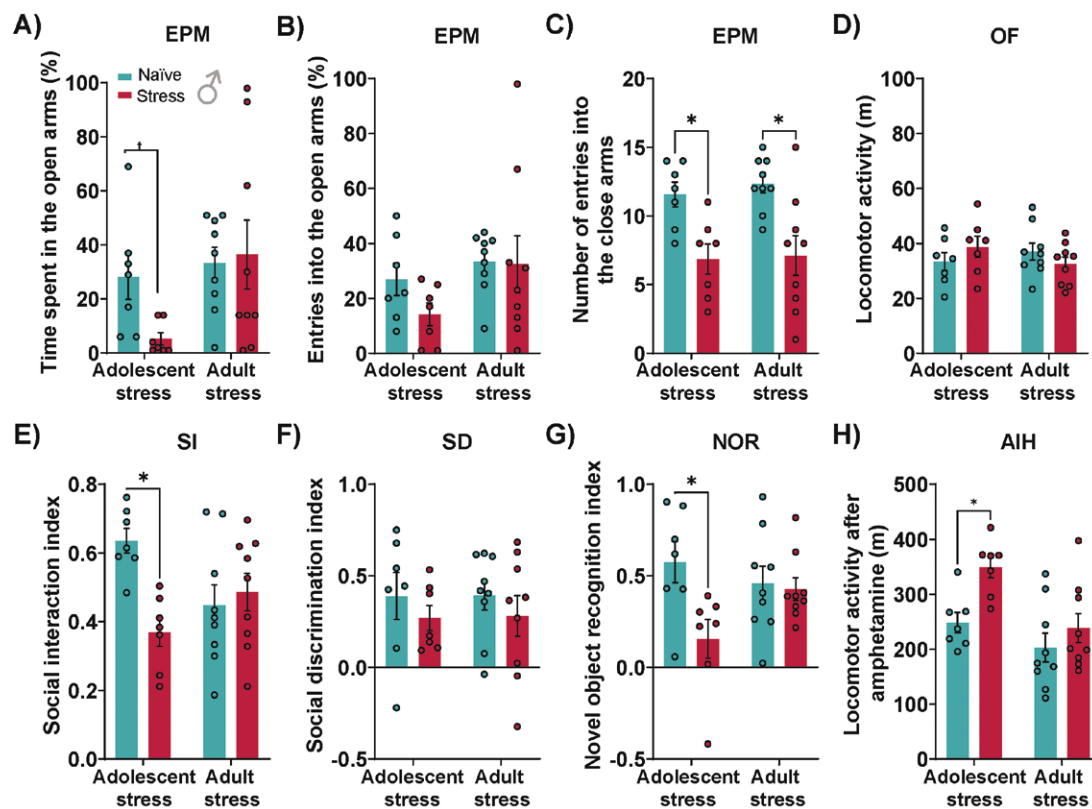 A)
EPM
Time spent in the open arms (%)
100
80
60
40
20
0
Naïve
Stress
†
Adolescent
stress
Adult
stress
B)
EPM
Entries into the open arms (%)
100
80
60
40
20
0
Adolescent
stress
Adult
stress
C)
EPM
Number of entries into
the close arms
20
15
10
5
0
*
*
Adolescent
stress
Adult
stress
D)
OF
Locomotor activity (m)
100
80
60
40
20
0
Adolescent
stress
Adult
stress
E)
SI
Social interaction index
0.8
0.6
0.4
0.2
0.0
*
Adolescent
stress
Adult
stress
F)
SD
Social discrimination index
1.0
0.5
0.0
-0.5
Adolescent
stress
Adult
stress
G)
NOR
Novel object recognition index
1.0
0.5
0.0
-0.5
*
Adolescent
stress
Adult
stress
H)
AIH
Locomotor activity after
amphetamine (m)
500
400
300
200
100
0
*
Adolescent
stress
Adult
stress